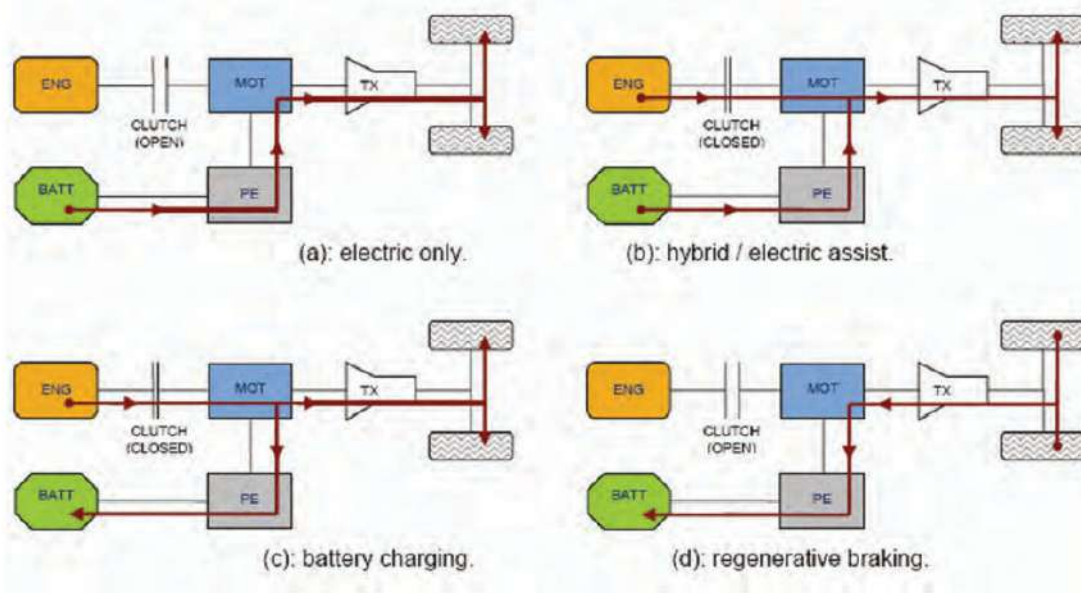 ENG
MOT
TX
CLUTCH
(OPEN)
BATT
PE
(a): electric only.
ENG
MOT
TX
CLUTCH
(CLOSED)
BATT
PE
(b): hybrid / electric assist.
ENG
MOT
TX
CLUTCH
(CLOSED)
BATT
PE
(c): battery charging.
ENG
MOT
TX
CLUTCH
(OPEN)
BATT
PE
(d): regenerative braking.